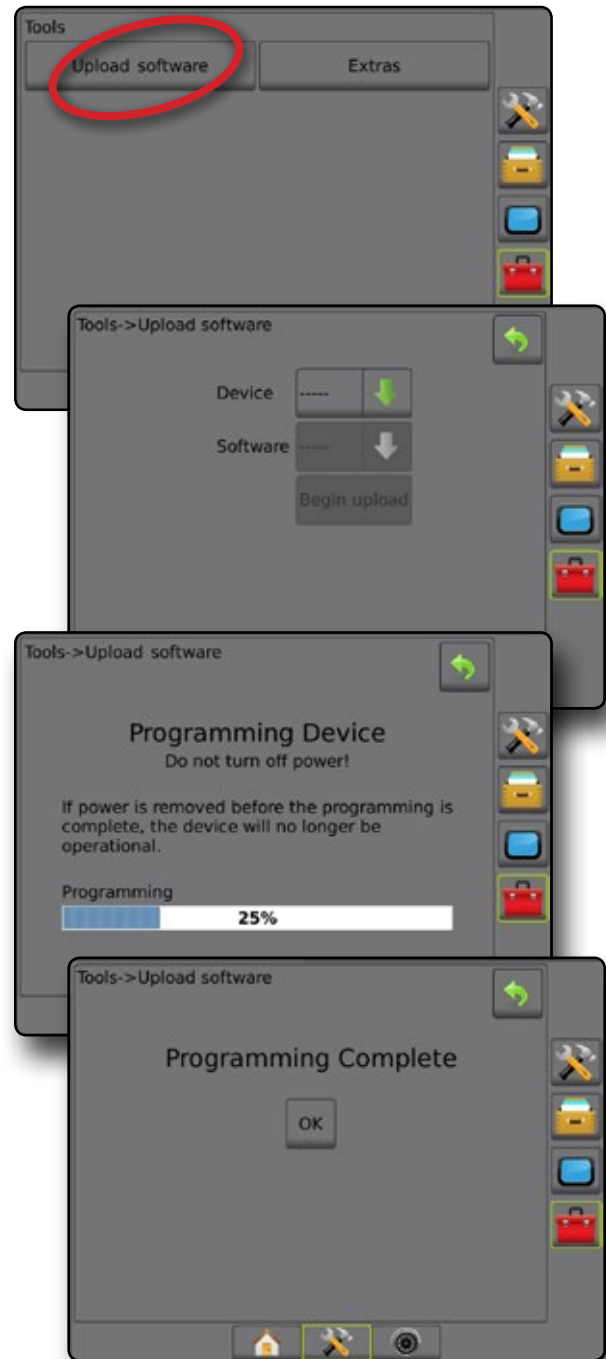 Tools
Upload software
Extras
Tools->Upload software
Device -----
Software -----
Begin upload
Tools->Upload software
Programming Device
Do not turn off power!
If power is removed before the programming is
complete, the device will no longer be
operational.
Programming
25%
Tools->Upload software
Programming Complete
OK